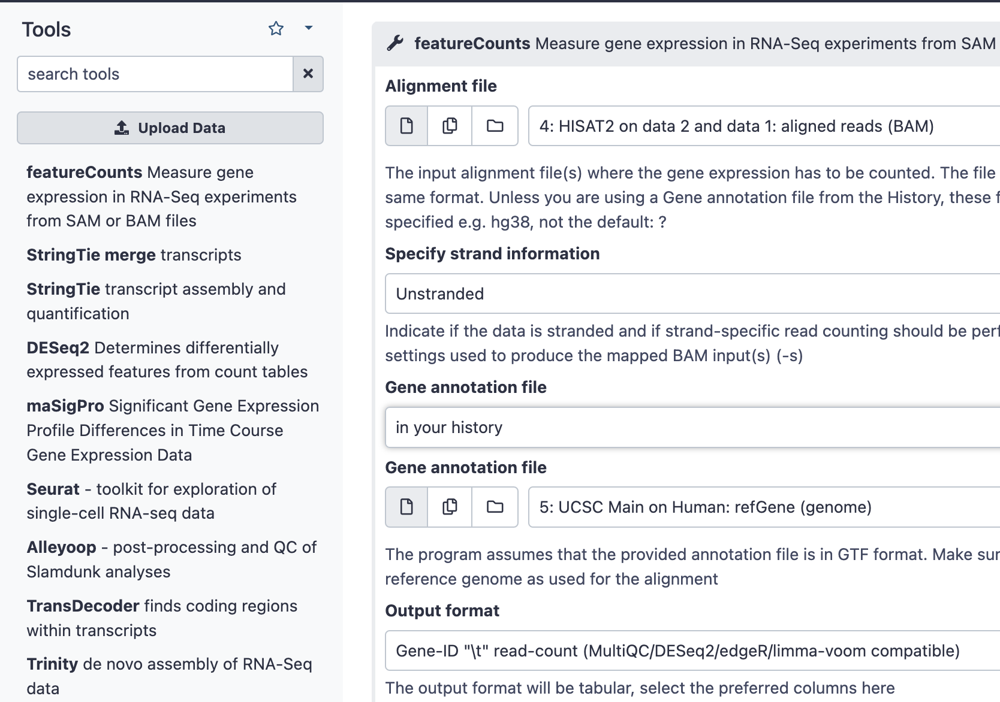 Tools
search tools
Upload Data
featureCounts Measure gene
expression in RNA-Seq experiments
from SAM or BAM files
StringTie merge transcripts
StringTie transcript assembly and
quantification
DESeq2 Determines differentially
expressed features from count tables
maSigPro Significant Gene Expression
Profile Differences in Time Course
Gene Expression Data
Seurat - toolkit for exploration of
single-cell RNA-seq data
Alleyoop - post-processing and QC of
Slamdunk analyses
TransDecoder finds coding regions
within transcripts
Trinity de novo assembly of RNA-Seq
data
featureCounts Measure gene expression in RNA-Seq experiments from SAM
Alignment file
4: HISAT2 on data 2 and data 1: aligned reads (BAM)
The input alignment file(s) where the gene expression has to be counted. The file
same format. Unless you are using a Gene annotation file from the History, these f
specified e.g. hg38, not the default: ?
Specify strand information
Unstranded
Indicate if the data is stranded and if strand-specific read counting should be perf
settings used to produce the mapped BAM input(s) (-s)
Gene annotation file
in your history
Gene annotation file
5: UCSC Main on Human: refGene (genome)
The program assumes that the provided annotation file is in GTF format. Make sur
reference genome as used for the alignment
Output format
Gene-ID "\t" read-count (MultiQC/DESeq2/edgeR/limma-voom compatible)
The output format will be tabular, select the preferred columns here